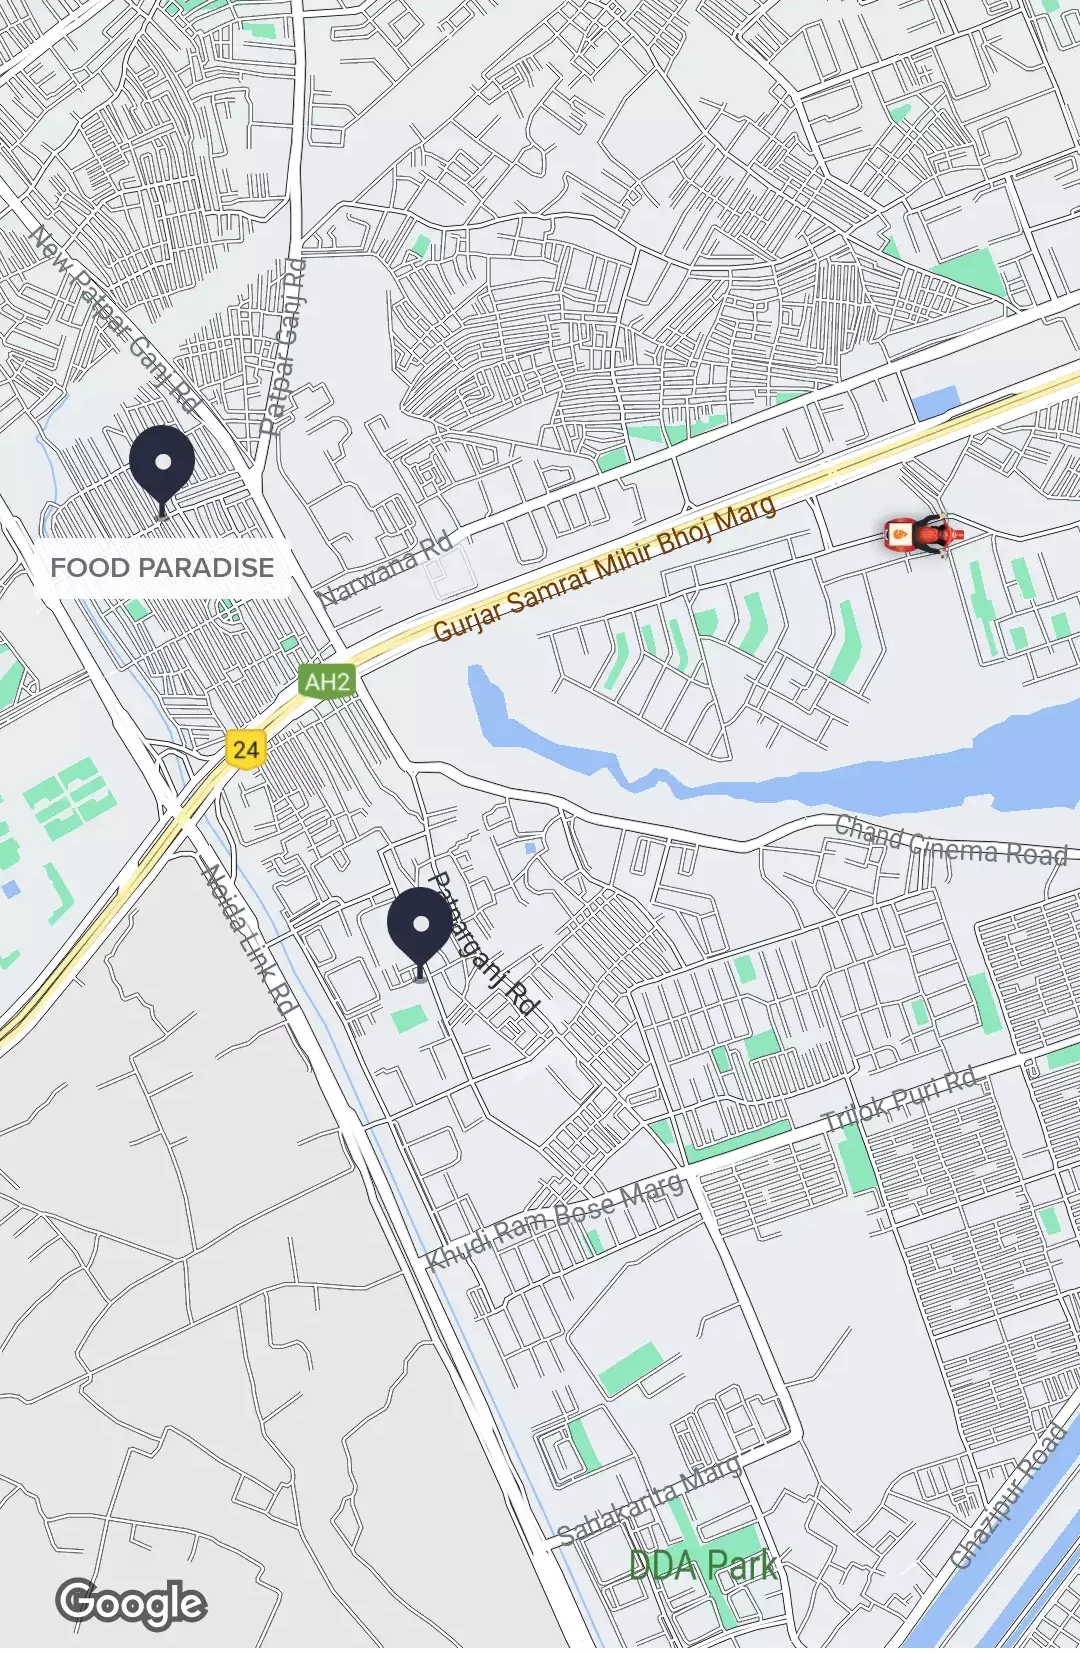 New Patpar Ganj Rd
Patpar Ganj Rd
FOOD PARADISE
Narwana Rd
Gurjar Samrat Mihir Bhoj Marg
AH2
24
Chand Cinema Road
Noida Link Rd
Patparganj Rd
Trilok Puri Rd
Khudi Ram Bose Marg
Ghazipur Road
Sahakarita Marg
DDA Park
Google